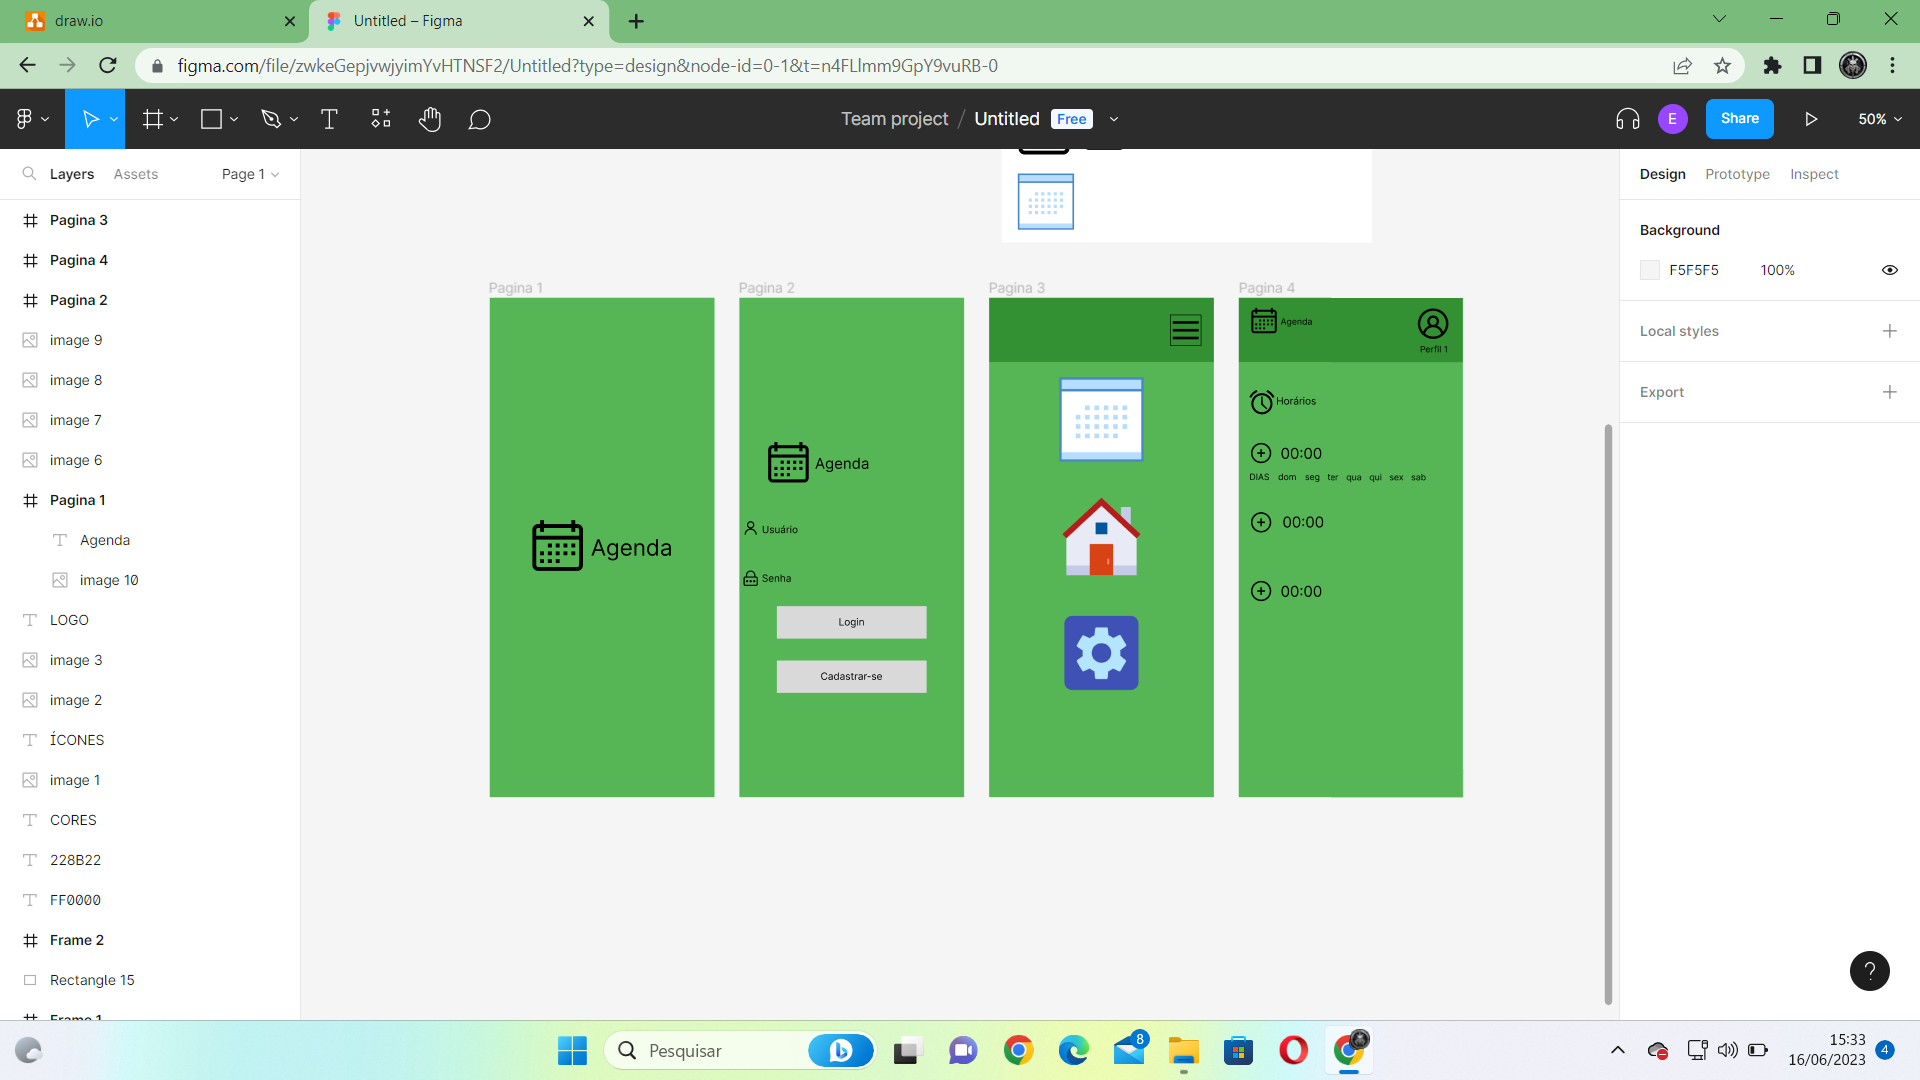 draw.io
Untitled – Figma
figma.com/file/zwkeGepjvwjyimYvHTNSF2/Untitled?type=design&node-id=0-1&t=n4FLlmm9GpY9vuRB-0
Team project / Untitled Free
E
Share
50%
Layers
Assets
Page 1
Pagina 3
Pagina 4
Pagina 2
image 9
image 8
image 7
image 6
Pagina 1
Agenda
image 10
LOGO
image 3
image 2
ÍCONES
image 1
CORES
228B22
FF0000
Frame 2
Rectangle 15
Frame 1
Pagina 1
Agenda
Pagina 2
Agenda
Usuário
Senha
Login
Cadastrar-se
Pagina 3
Pagina 4
Agenda
Perfil 1
Horários
00:00
DIAS dom seg ter qua qui sex sab
00:00
00:00
Design
Prototype
Inspect
Background
F5F5F5
100%
Local styles
Export
?
Pesquisar
8
15:33
16/06/2023
4